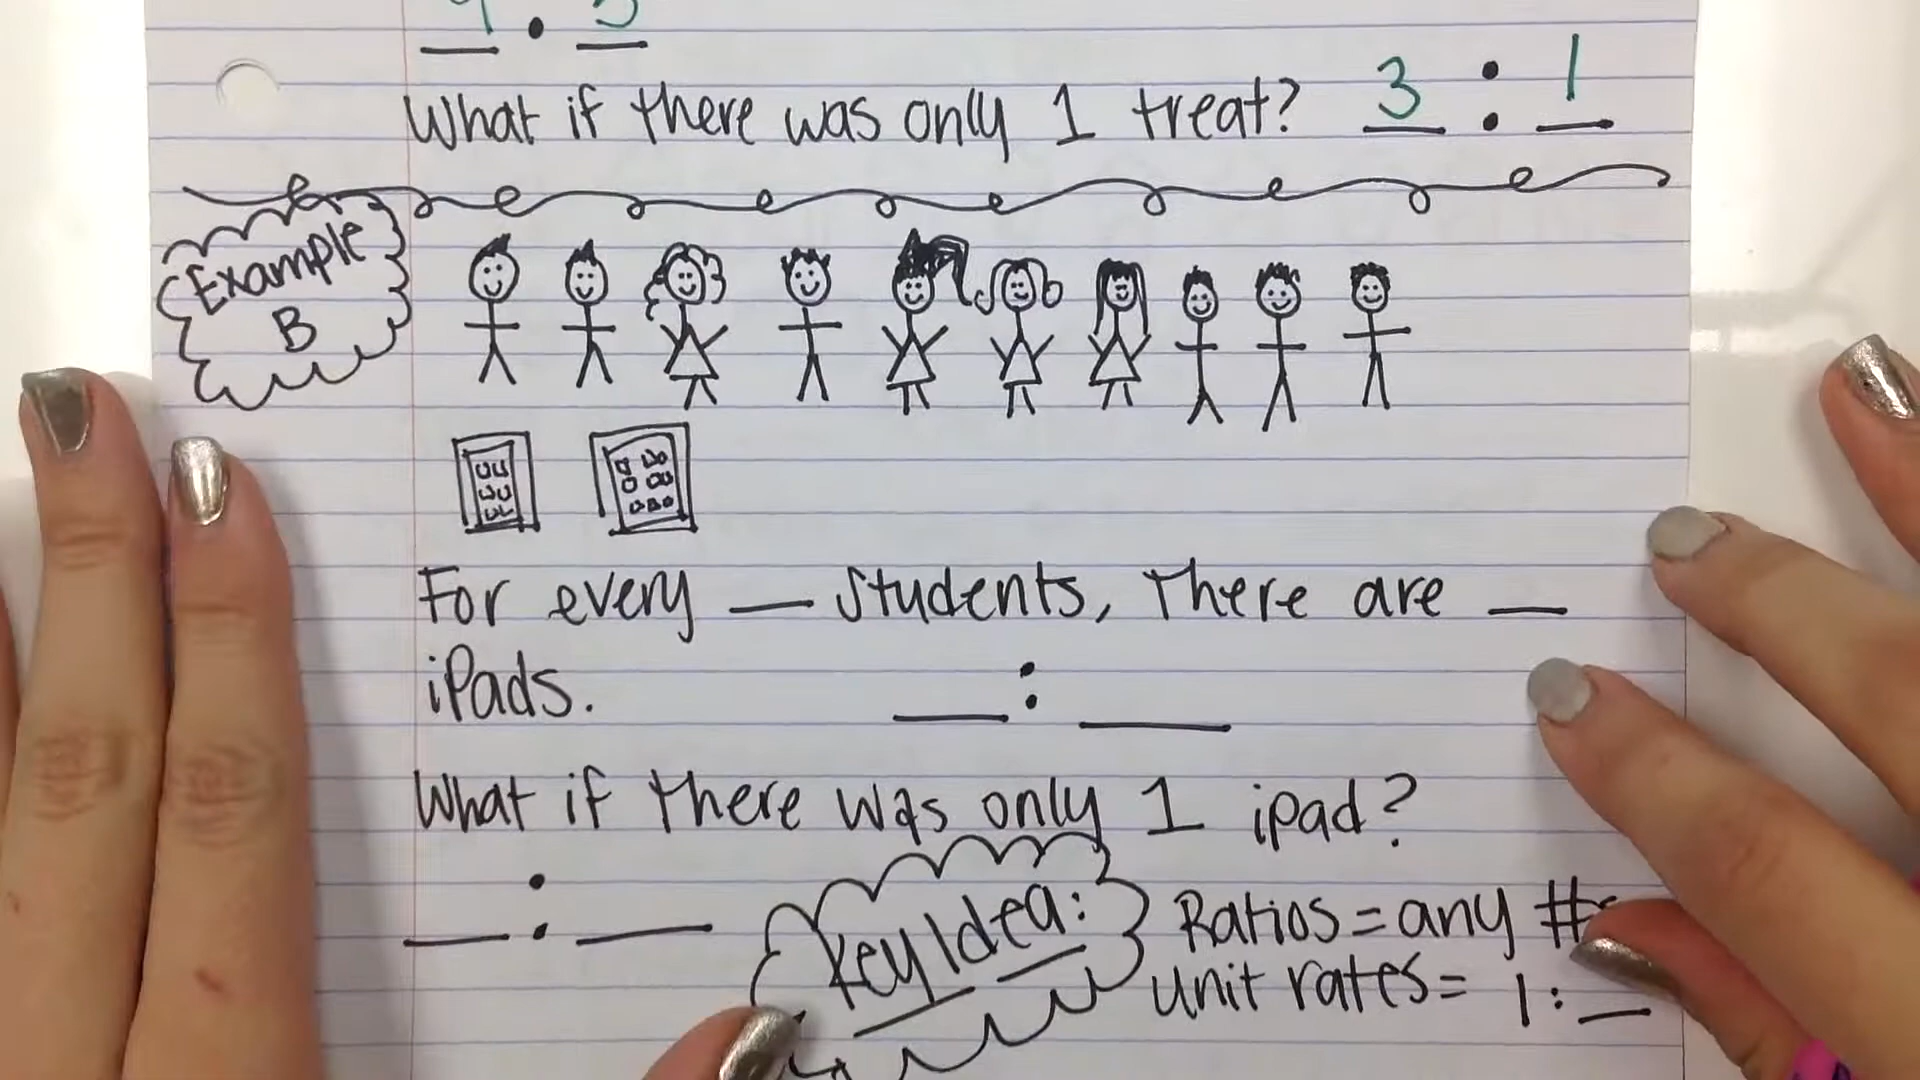 What if there was only 1 treat? 3 : 1
Example
B
For every __ students, there are __
iPads. __ : __
What if there was only 1 ipad?
__ : __
Key Idea:
Ratios = any #s
Unit rates = 1 : __